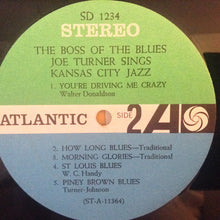 SD 1234
STEREO
THE BOSS OF THE BLUES
JOE TURNER SINGS
KANSAS CITY JAZZ
1. YOU'RE DRIVING ME CRAZY
Walter Donaldson
ATLANTIC SIDE 2
2. HOW LONG BLUES—Traditional
3. MORNING GLORIES—Traditional
4. ST LOUIS BLUES
W. C. Handy
5. PINEY BROWN BLUES
Turner-Johnson
(ST-A-11364)